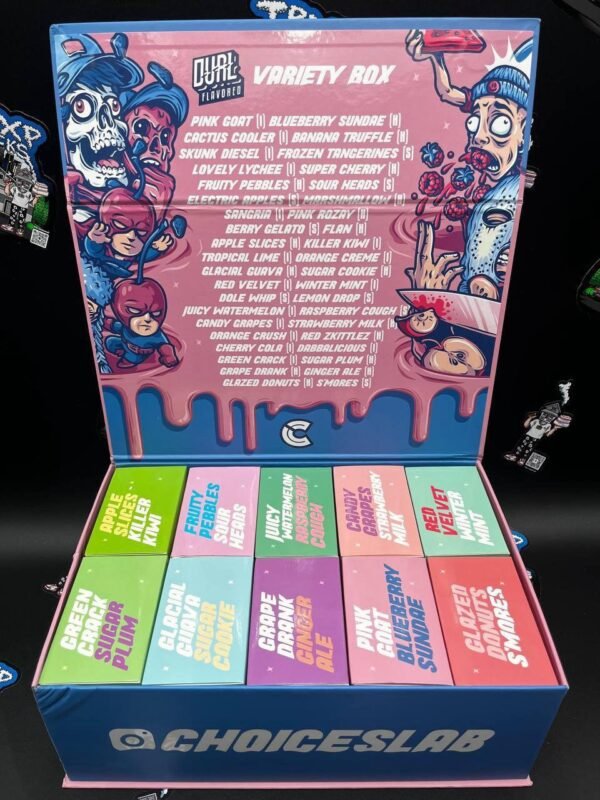 DUAL
FLAVORED
VARIETY BOX
PINK GOAT [I] BLUEBERRY SUNDAE [H]
CACTUS COOLER [I] BANANA TRUFFLE [H]
SKUNK DIESEL [I] FROZEN TANGERINES [S]
LOVELY LYCHEE [I] SUPER CHERRY [H]
FRUITY PEBBLES [H] SOUR HEADS [S]
ELECTRIC APPLES [S] MARSHMALLOW [S]
SANGRIA [I] PINK ROZAY [H]
BERRY GELATO [S] FLAN [H]
APPLE SLICES [H] KILLER KIWI [I]
TROPICAL LIME [I] ORANGE CREME [I]
GLACIAL GUAVA [H] SUGAR COOKIE [H]
RED VELVET [I] WINTER MINT [I]
DOLE WHIP [S] LEMON DROP [S]
JUICY WATERMELON [I] RASPBERRY COUGH [S]
CANDY GRAPES [I] STRAWBERRY MILK [H]
ORANGE CRUSH [I] RED ZKITTLEZ [H]
CHERRY COLA [I] DABBALICIOUS [I]
GREEN CRACK [I] SUGAR PLUM [H]
GRAPE DRANK [H] GINGER ALE [H]
GLAZED DONUTS [H] S'MORES [S]
C
APPLE
SLICES
KILLER
KIWI
FRUITY
PEBBLES
SOUR
HEADS
JUICY
WATERMELON
RASPBERRY
COUGH
CANDY
GRAPES
STRAWBERRY
MILK
RED
VELVET
WINTER
MINT
GREEN
CRACK
SUGAR
PLUM
GLACIAL
GUAVA
SUGAR
COOKIE
GRAPE
DRANK
GINGER
ALE
PINK
GOAT
BLUEBERRY
SUNDAE
GLAZED
DONUTS
S'MORES
CHOICESLAB